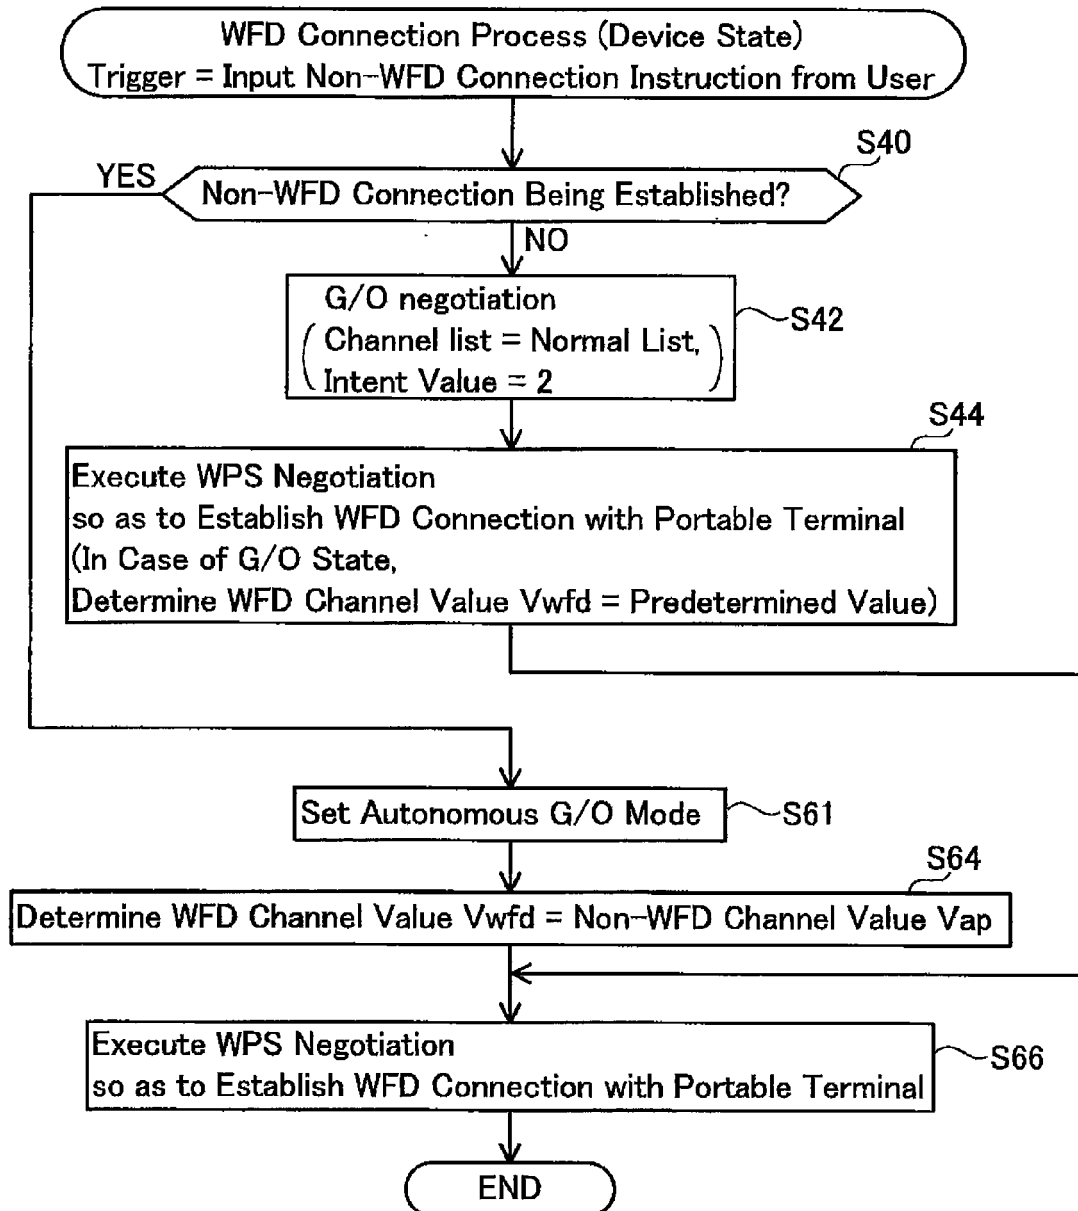 WFD Connection Process (Device State)
Trigger = Input Non-WFD Connection Instruction from User
S40
YES
Non-WFD Connection Being Established?
NO
G/O negotiation
(Channel list = Normal List,
Intent Value = 2)
S42
S44
Execute WPS Negotiation
so as to Establish WFD Connection with Portable Terminal
(In Case of G/O State,
Determine WFD Channel Value Vwfd = Predetermined Value)
Set Autonomous G/O Mode
S61
S64
Determine WFD Channel Value Vwfd = Non-WFD Channel Value Vap
Execute WPS Negotiation
so as to Establish WFD Connection with Portable Terminal
S66
END